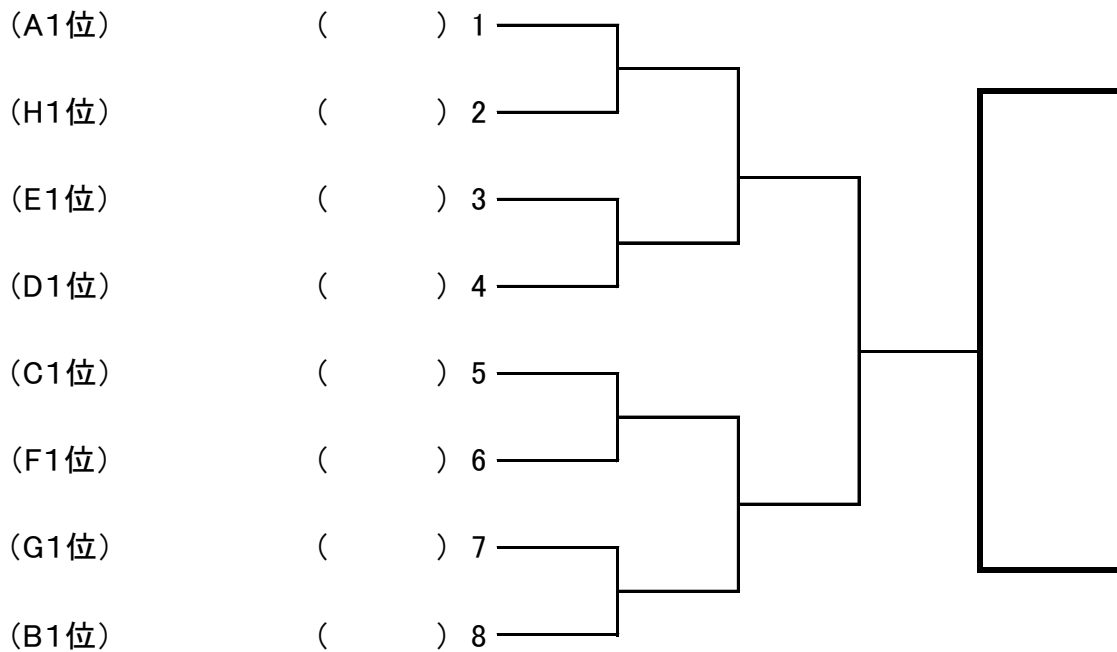 (A1位) ( ) 1
(H1位) ( ) 2
(E1位) ( ) 3
(D1位) ( ) 4
(C1位) ( ) 5
(F1位) ( ) 6
(G1位) ( ) 7
(B1位) ( ) 8